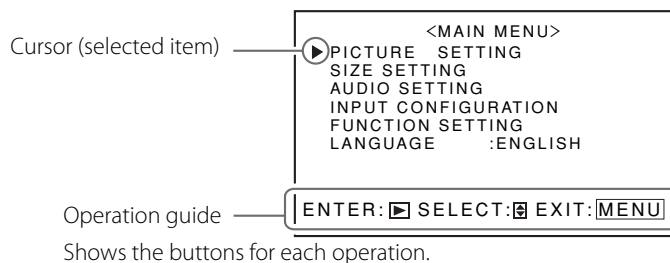 <MAIN MENU>
Cursor (selected item)
▶PICTURE SETTING
SIZE SETTING
AUDIO SETTING
INPUT CONFIGURATION
FUNCTION SETTING
LANGUAGE :ENGLISH
Operation guide
ENTER:▶ SELECT:♦ EXIT:MENU
Shows the buttons for each operation.